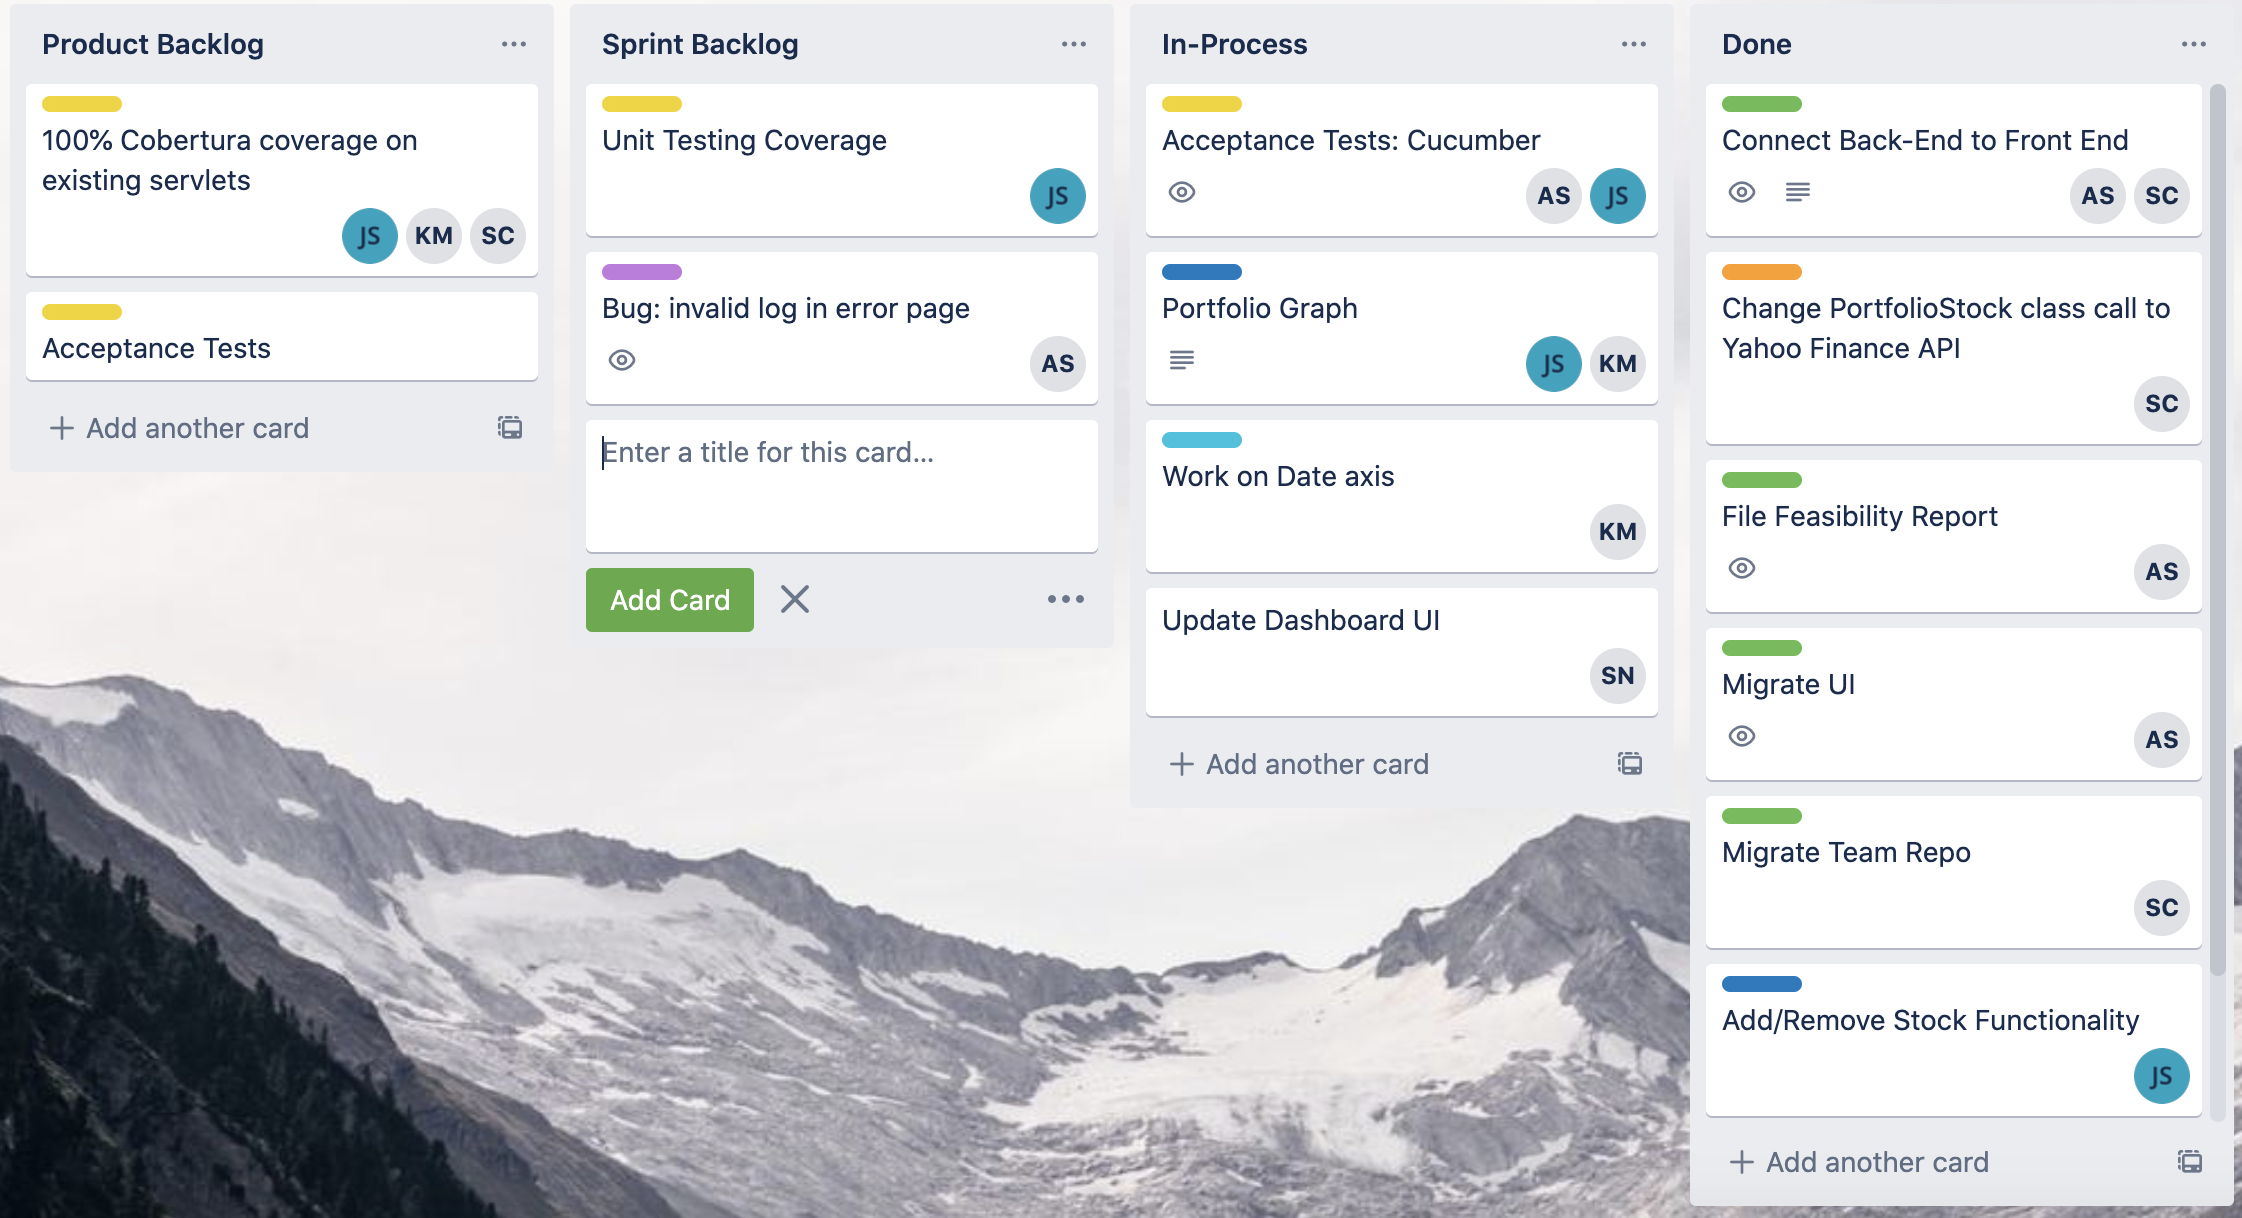 Product Backlog
100% Cobertura coverage on
existing servlets
JS KM SC
Acceptance Tests
Add another card
Sprint Backlog
Unit Testing Coverage
JS
Bug: invalid log in error page
AS
Enter a title for this card...
Add Card
In-Process
Acceptance Tests: Cucumber
AS JS
Portfolio Graph
JS KM
Work on Date axis
KM
Update Dashboard UI
SN
Add another card
Done
Connect Back-End to Front End
AS SC
Change PortfolioStock class call to
Yahoo Finance API
SC
File Feasibility Report
AS
Migrate UI
AS
Migrate Team Repo
SC
Add/Remove Stock Functionality
JS
Add another card